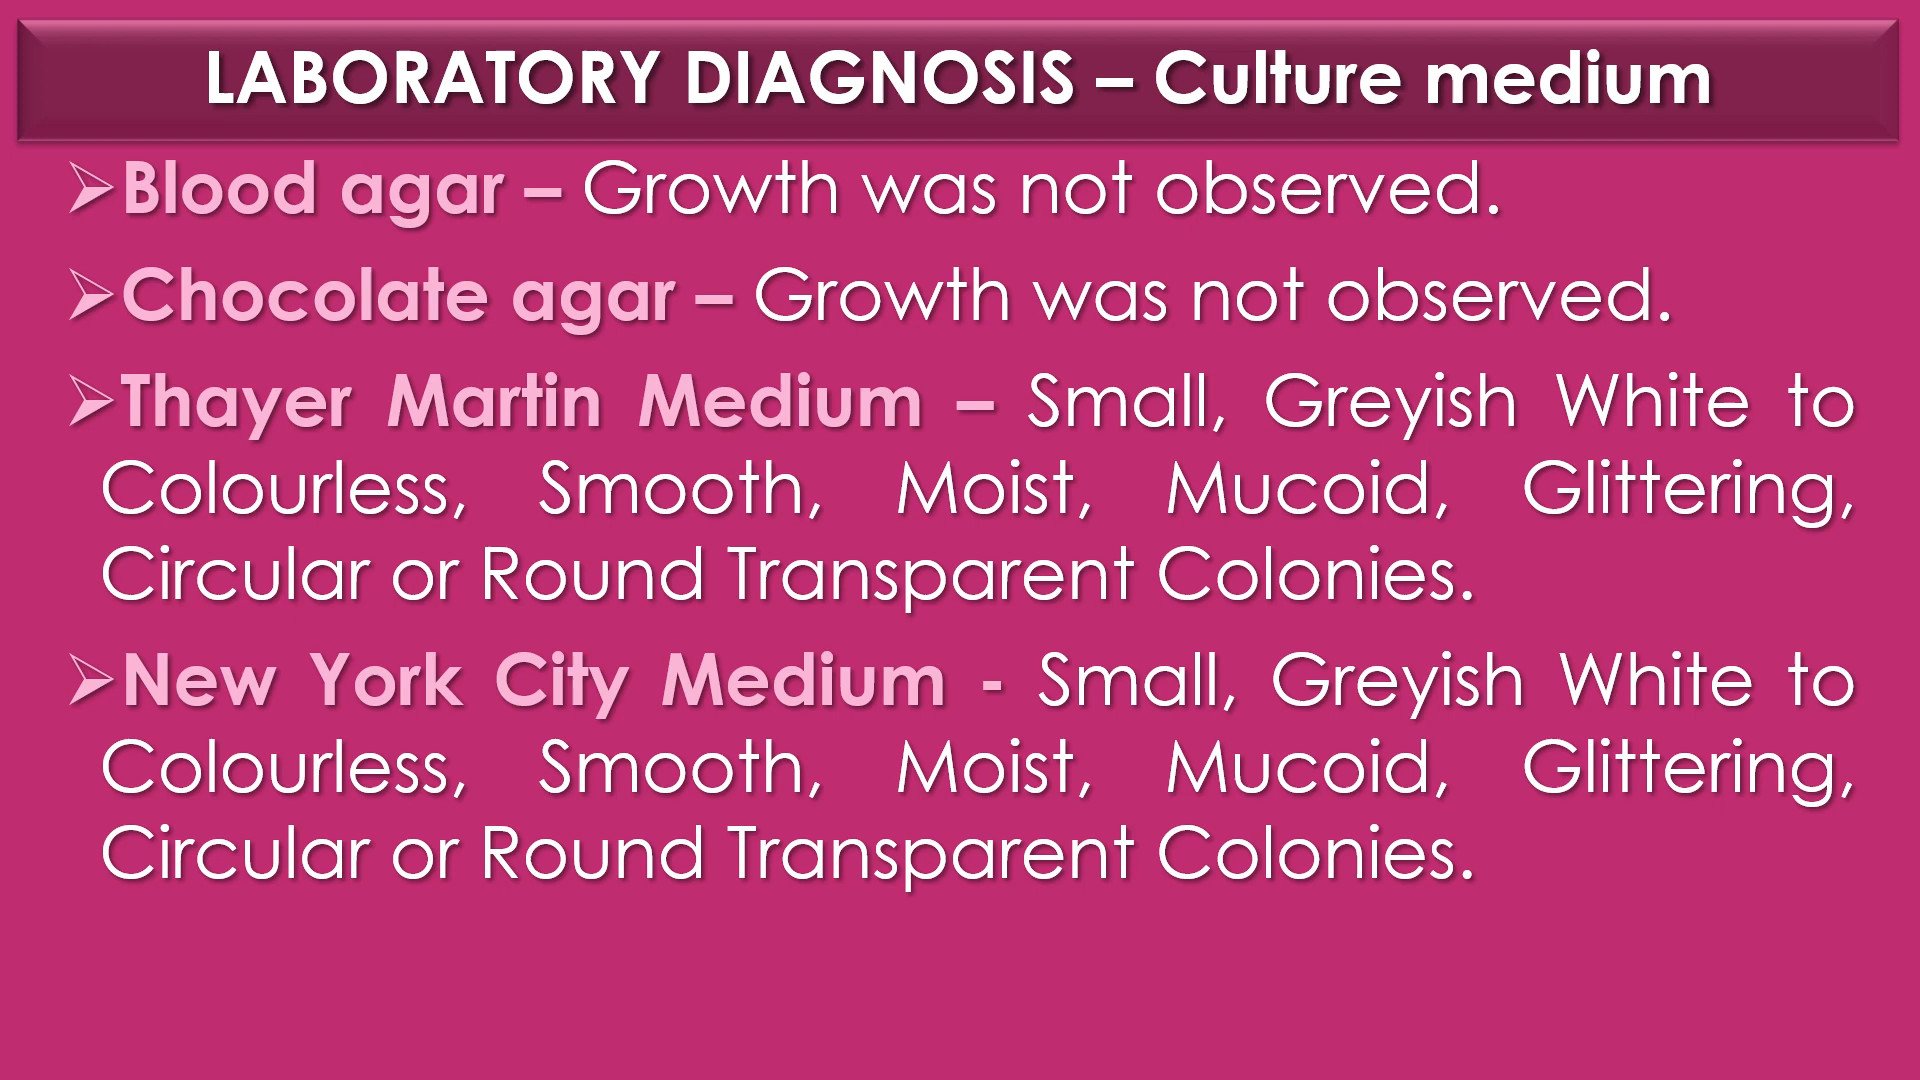 LABORATORY DIAGNOSIS – Culture medium
➢Blood agar – Growth was not observed.
➢Chocolate agar – Growth was not observed.
➢Thayer Martin Medium – Small, Greyish White to
Colourless, Smooth, Moist, Mucoid, Glittering,
Circular or Round Transparent Colonies.
➢New York City Medium - Small, Greyish White to
Colourless, Smooth, Moist, Mucoid, Glittering,
Circular or Round Transparent Colonies.